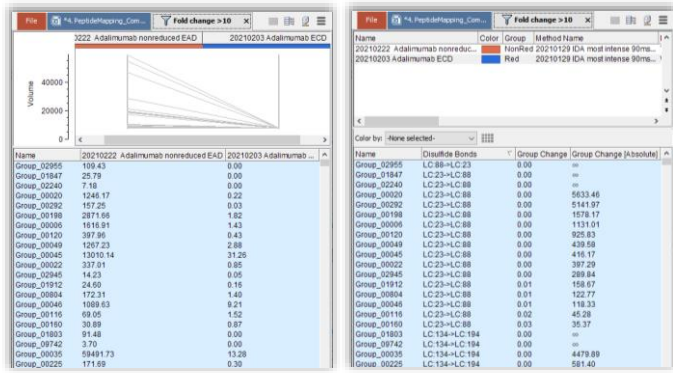 File *4. PeptideMapping_Com... Fold change >10 ×
20210222 Adalimumab nonreduced EAD 20210203 Adalimumab ECD
Volume
40000
20000
0
Name 20210222 Adalimumab nonreduced EAD 20210203 Adalimumab ...
Group_02955 109.43 0.00
Group_01847 25.79 0.00
Group_02240 7.18 0.00
Group_00020 1246.17 0.22
Group_00292 157.25 0.03
Group_00198 2871.66 1.82
Group_00006 1616.91 1.43
Group_00120 397.96 0.43
Group_00049 1267.23 2.88
Group_00045 13010.14 31.26
Group_00022 337.01 0.85
Group_02945 14.23 0.05
Group_01912 24.60 0.16
Group_00804 172.31 1.40
Group_00046 1089.63 9.21
Group_00116 69.05 1.52
Group_00160 30.89 0.87
Group_01803 91.48 0.00
Group_09742 3.70 0.00
Group_00035 59491.73 13.28
Group_00225 171.69 0.30
File *4. PeptideMapping_Com... Fold change >10 ×
Name Color Group Method Name
20210222 Adalimumab nonreduc... NonRed 20210129 IDA most intense 90ms...
20210203 Adalimumab ECD Red 20210129 IDA most intense 90ms...
Color by: -None selected-
Name Disulfide Bonds Group Change Group Change [Absolute]
Group_02955 LC:88->LC:23 0.00 ∞
Group_01847 LC:23->LC:88 0.00 ∞
Group_02240 LC:23->LC:88 0.00 ∞
Group_00020 LC:23->LC:88 0.00 5633.46
Group_00292 LC:23->LC:88 0.00 5141.97
Group_00198 LC:23->LC:88 0.00 1578.17
Group_00006 LC:23->LC:88 0.00 1131.01
Group_00120 LC:23->LC:88 0.00 925.83
Group_00049 LC:23->LC:88 0.00 439.58
Group_00045 LC:23->LC:88 0.00 416.17
Group_00022 LC:23->LC:88 0.00 397.29
Group_02945 LC:23->LC:88 0.00 289.84
Group_01912 LC:23->LC:88 0.01 158.67
Group_00804 LC:23->LC:88 0.01 122.77
Group_00046 LC:23->LC:88 0.01 118.33
Group_00116 LC:23->LC:88 0.02 45.28
Group_00160 LC:23->LC:88 0.03 35.37
Group_01803 LC:134->LC:194 0.00 ∞
Group_09742 LC:134->LC:194 0.00 ∞
Group_00035 LC:134->LC:194 0.00 4479.89
Group_00225 LC:134->LC:194 0.00 581.40